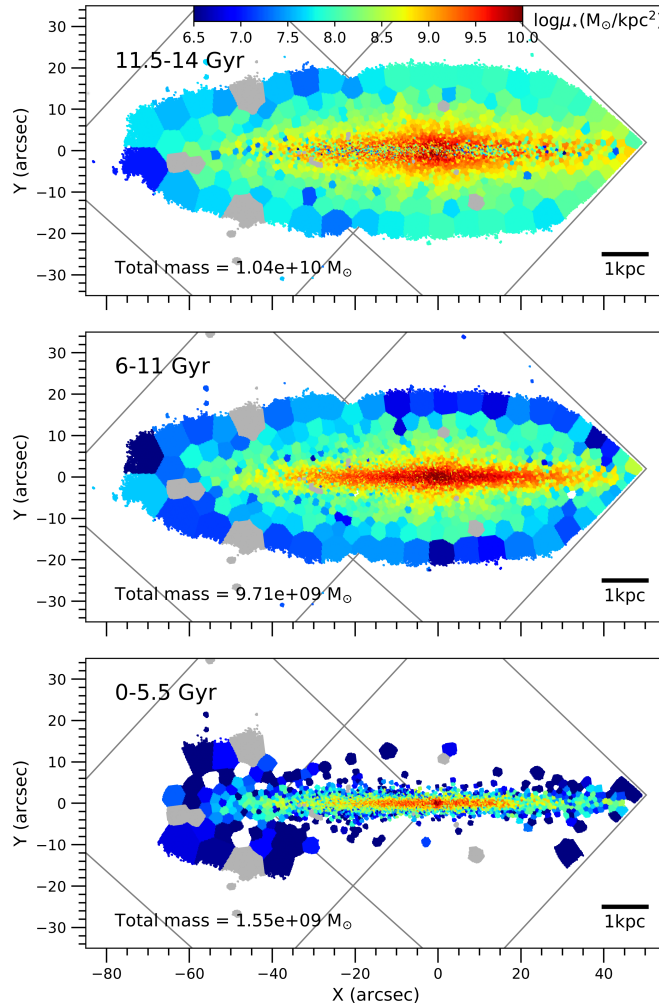 6.5 7.0 7.5 8.0 8.5 9.0 9.5 10.0 logμ⋆(M⊙/kpc²)
11.5-14 Gyr
30
20
10
0
−10
−20
−30
Y (arcsec)
Total mass = 1.04e+10 M⊙
1kpc
6-11 Gyr
30
20
10
0
−10
−20
−30
Y (arcsec)
Total mass = 9.71e+09 M⊙
1kpc
0-5.5 Gyr
30
20
10
0
−10
−20
−30
Y (arcsec)
Total mass = 1.55e+09 M⊙
1kpc
−80 −60 −40 −20 0 20 40
X (arcsec)